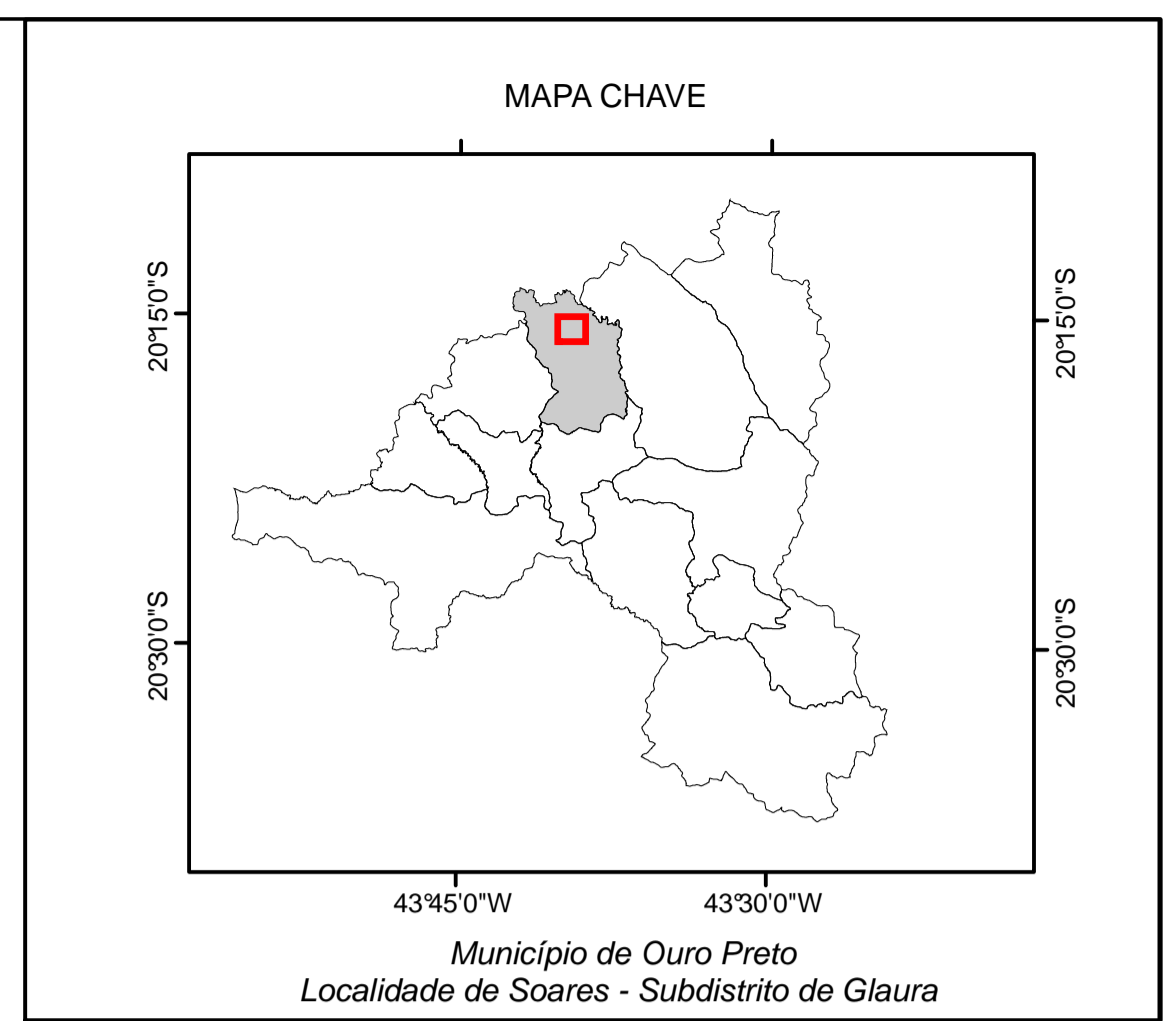 MAPA CHAVE
20°15'0"S
20°15'0"S
20°30'0"S
20°30'0"S
43°45'0"W
43°30'0"W
Município de Ouro Preto
Localidade de Soares - Subdistrito de Glaura